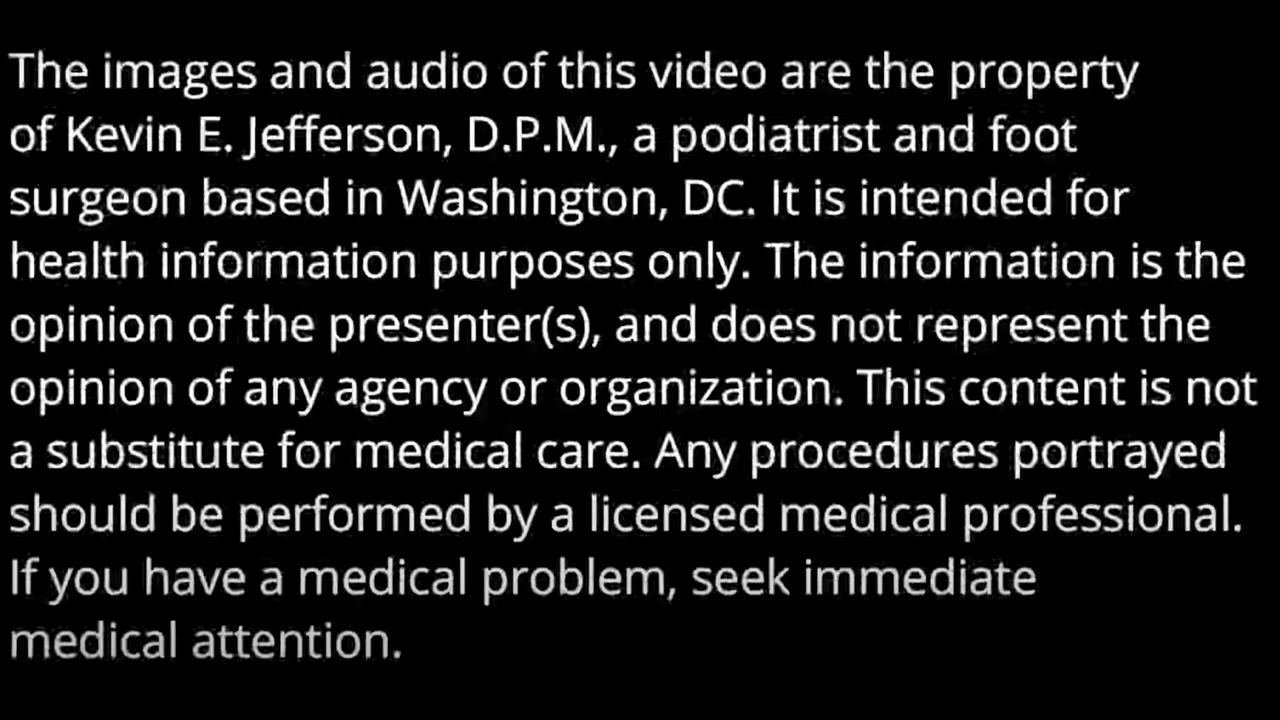 The images and audio of this video are the property
of Kevin E. Jefferson, D.P.M., a podiatrist and foot
surgeon based in Washington, DC. It is intended for
health information purposes only. The information is the
opinion of the presenter(s), and does not represent the
opinion of any agency or organization. This content is not
a substitute for medical care. Any procedures portrayed
should be performed by a licensed medical professional.
If you have a medical problem, seek immediate
medical attention.